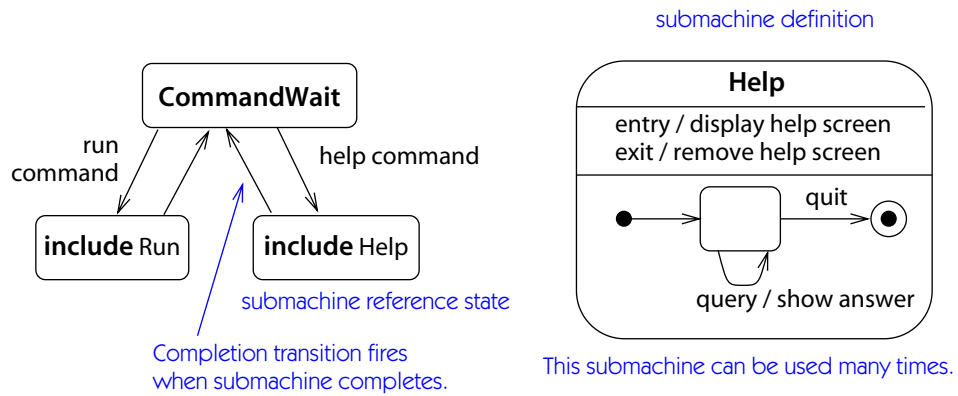 CommandWait
run
command
help command
include Run
include Help
submachine reference state
Completion transition fires
when submachine completes.
submachine definition
Help
entry / display help screen
exit / remove help screen
quit
query / show answer
This submachine can be used many times.